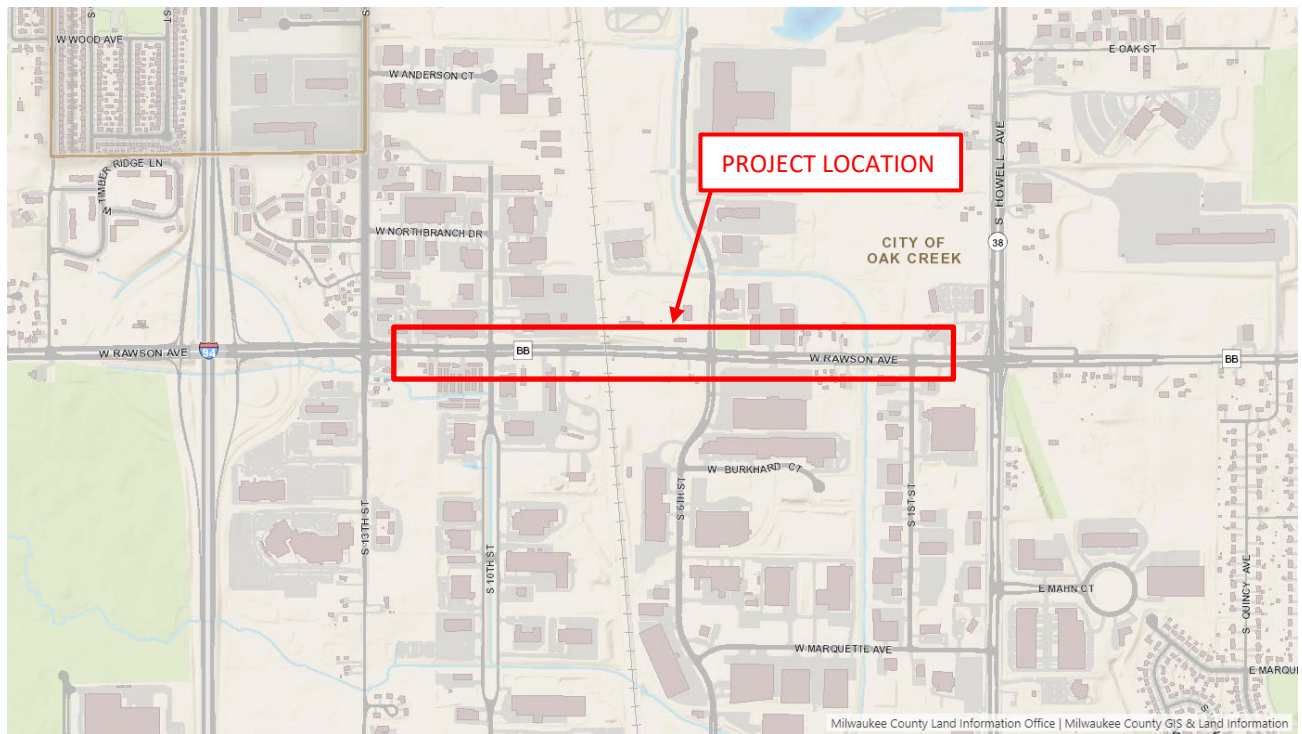 W WOOD AVE
ST
S
S
E OAK ST
W ANDERSON CT
S HOWELL AVE
PROJECT LOCATION
S TIMBER RIDGE LN
W NORTHBRANCH DR
38
CITY OF
OAK CREEK
W RAWSON AVE
94
BB
W RAWSON AVE
BB
W BURKHARD CT
S 13TH ST
S 10TH ST
S 6TH ST
S 1ST ST
E MAHN CT
S QUINCY AVE
W MARQUETTE AVE
E MARQU
S
Milwaukee County Land Information Office | Milwaukee County GIS & Land Information